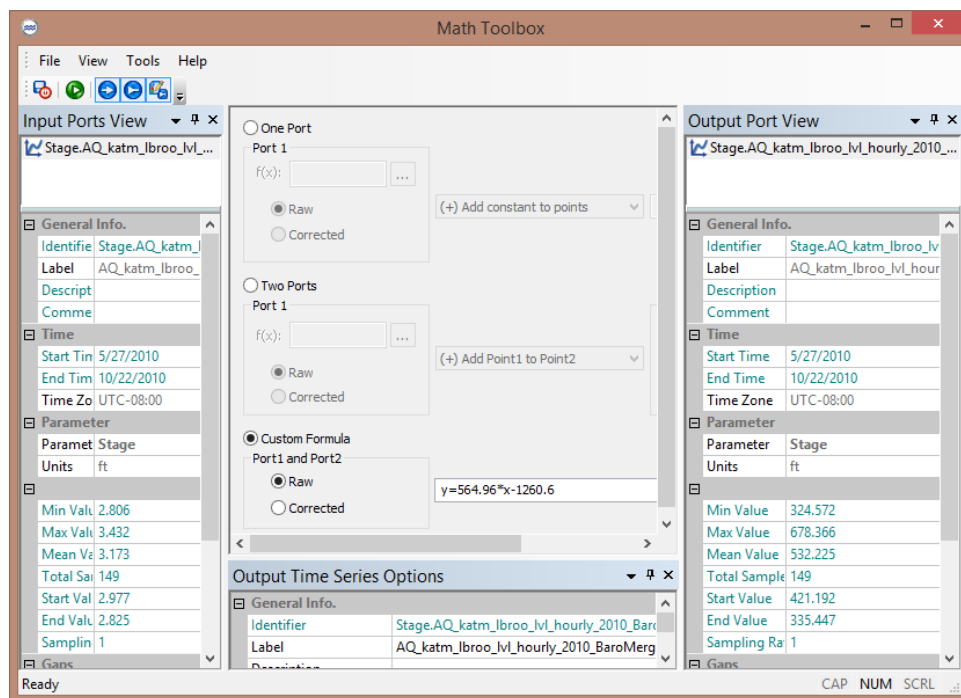 Math Toolbox
File View Tools Help
Input Ports View
Stage.AQ_katm_lbroo_lvl_...
General Info.
Identifie Stage.AQ_katm_l
Label AQ_katm_lbroo_
Descript
Comme
Time
Start Tin 5/27/2010
End Tim 10/22/2010
Time Zo UTC-08:00
Parameter
Paramet Stage
Units ft
Min Valu 2.806
Max Valu 3.432
Mean Va 3.173
Total Sai 149
Start Val 2.977
End Valu 2.825
Samplin 1
Gaps
One Port
Port 1
f(x): ...
Raw
(+) Add constant to points
Corrected
Two Ports
Port 1
f(x): ...
(+) Add Point1 to Point2
Raw
Corrected
Custom Formula
Port1 and Port2
Raw
y=564.96*x-1260.6
Corrected
Output Time Series Options
General Info.
Identifier Stage.AQ_katm_lbroo_lvl_hourly_2010_Baro
Label AQ_katm_lbroo_lvl_hourly_2010_BaroMerg
Description
Output Port View
Stage.AQ_katm_lbroo_lvl_hourly_2010_...
General Info.
Identifier Stage.AQ_katm_lbroo_lv
Label AQ_katm_lbroo_lvl_hour
Description
Comment
Time
Start Time 5/27/2010
End Time 10/22/2010
Time Zone UTC-08:00
Parameter
Parameter Stage
Units ft
Min Value 324.572
Max Value 678.366
Mean Value 532.225
Total Sample 149
Start Value 421.192
End Value 335.447
Sampling Ra 1
Gaps
Ready
CAP NUM SCRL